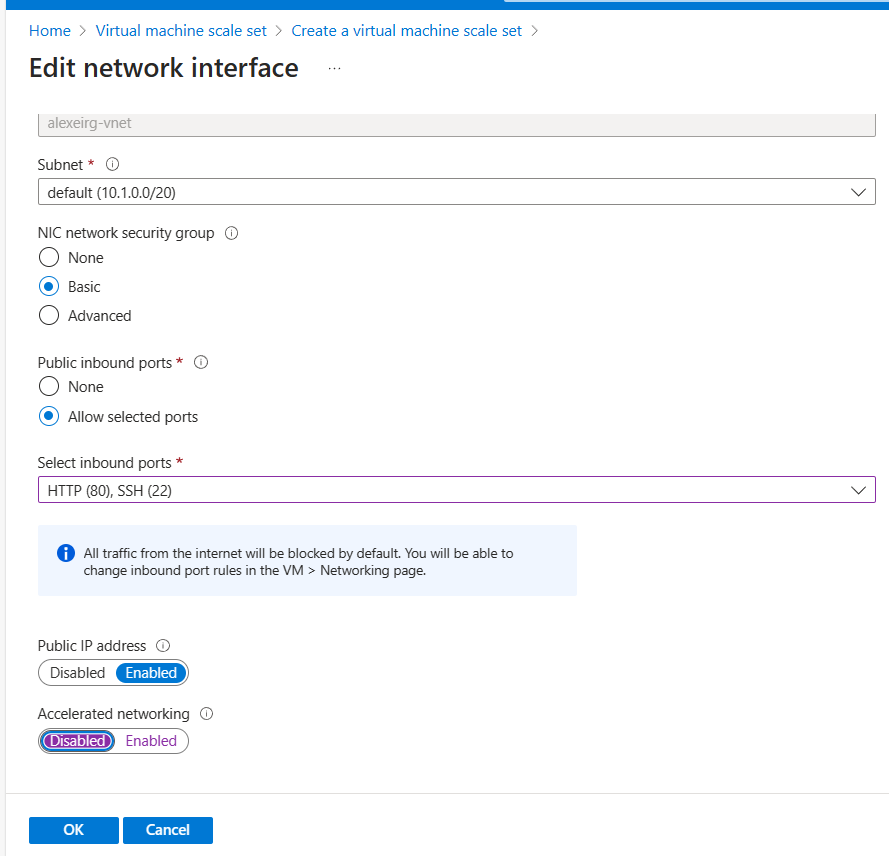 Home > Virtual machine scale set > Create a virtual machine scale set >
Edit network interface ...
alexeirg-vnet
Subnet *
default (10.1.0.0/20)
NIC network security group
None
Basic
Advanced
Public inbound ports *
None
Allow selected ports
Select inbound ports *
HTTP (80), SSH (22)
All traffic from the internet will be blocked by default. You will be able to
change inbound port rules in the VM > Networking page.
Public IP address
Disabled Enabled
Accelerated networking
Disabled Enabled
OK Cancel